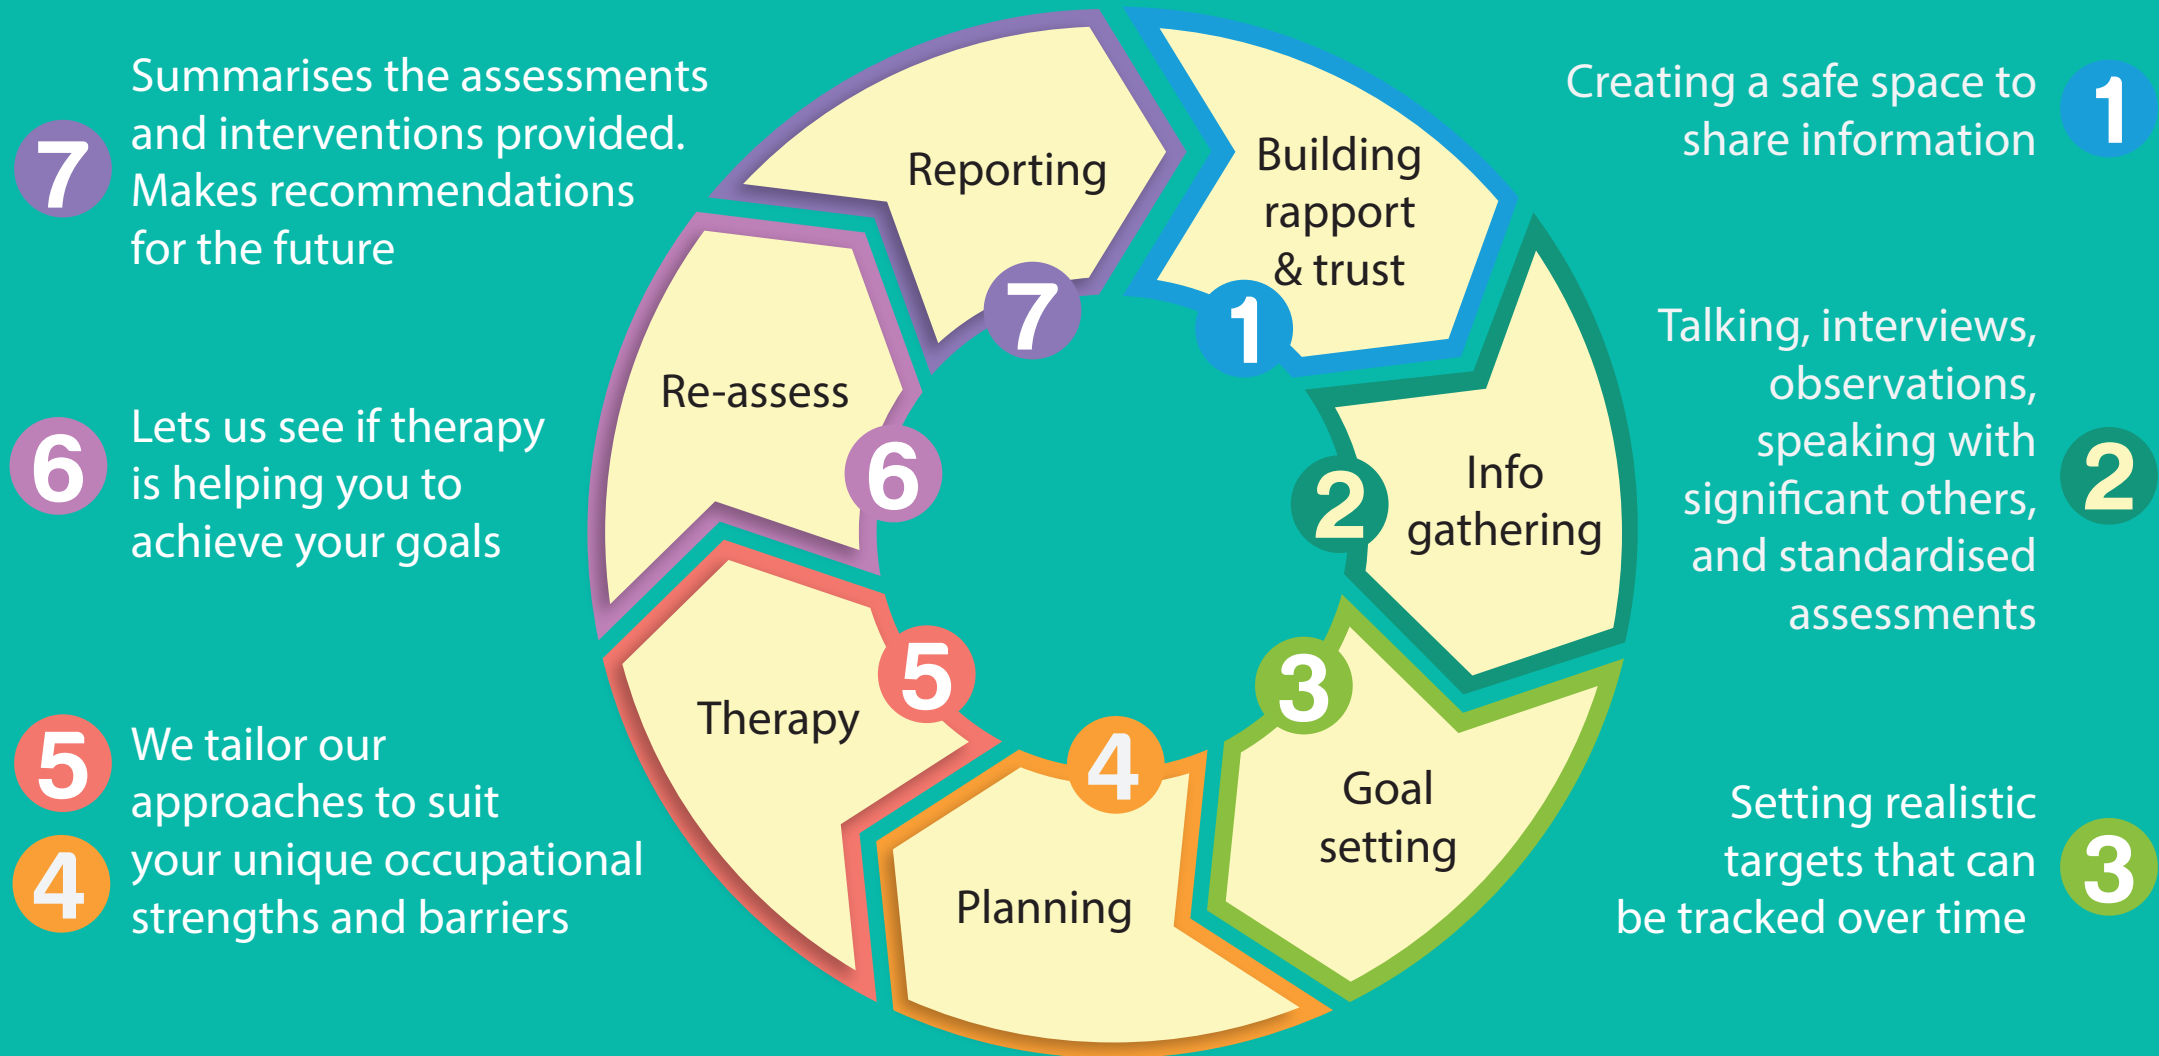 Summarises the assessments
and interventions provided.
Makes recommendations
for the future
7
Lets us see if therapy
is helping you to
achieve your goals
6
We tailor our
approaches to suit
your unique occupational
strengths and barriers
5
4
Reporting
7
Building
rapport
& trust
1
Re-assess
6
Info
gathering
2
Therapy
5
Goal
setting
3
Planning
4
Creating a safe space to
share information
1
Talking, interviews,
observations,
speaking with
significant others,
and standardised
assessments
2
Setting realistic
targets that can
be tracked over time
3